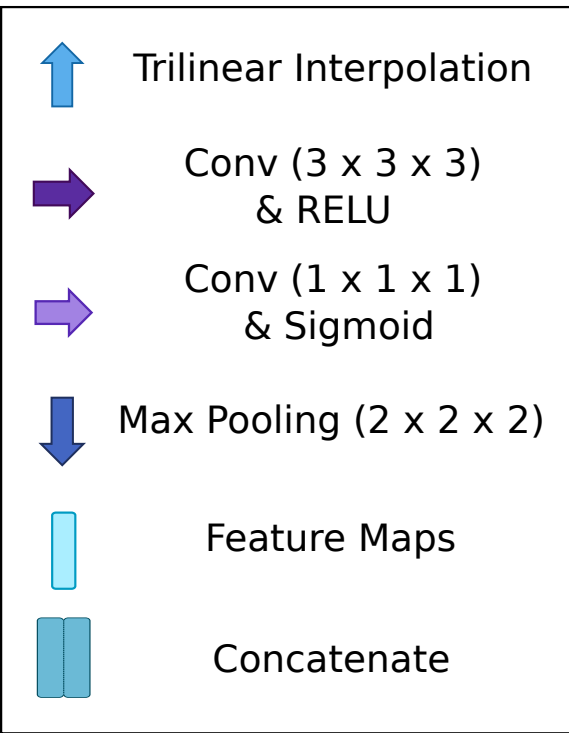 Trilinear Interpolation
Conv (3 x 3 x 3)
& RELU
Conv (1 x 1 x 1)
& Sigmoid
Max Pooling (2 x 2 x 2)
Feature Maps
Concatenate